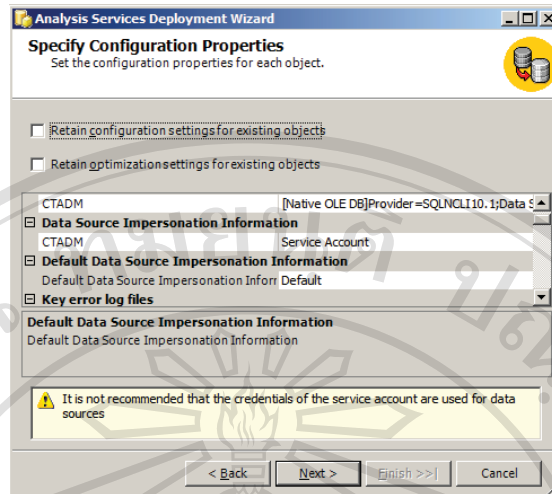 Analysis Services Deployment Wizard
Specify Configuration Properties
Set the configuration properties for each object.
Retain configuration settings for existing objects
Retain optimization settings for existing objects
CTADM [Native OLE DB]Provider=SQLNCLI10.1;Data S
Data Source Impersonation Information
CTADM Service Account
Default Data Source Impersonation Information
Default Data Source Impersonation Inforr Default
Key error log files
Default Data Source Impersonation Information
Default Data Source Impersonation Information
It is not recommended that the credentials of the service account are used for data
sources
< Back Next > Finish >>| Cancel